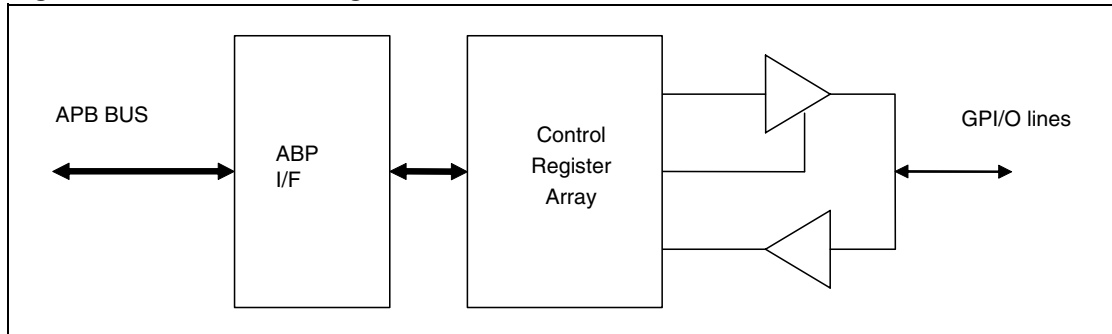 APB BUS
ABP
I/F
Control
Register
Array
GPI/O lines